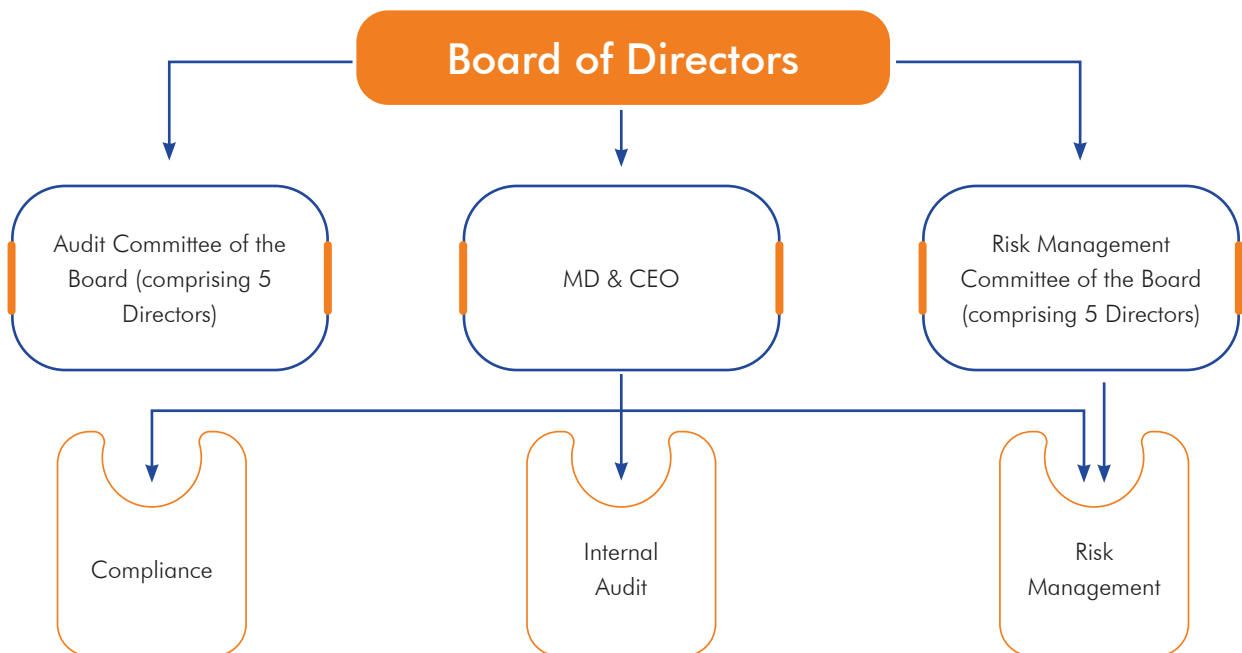 Board of Directors
Audit Committee of the
Board (comprising 5
Directors)
MD & CEO
Risk Management
Committee of the Board
(comprising 5 Directors)
Compliance
Internal
Audit
Risk
Management